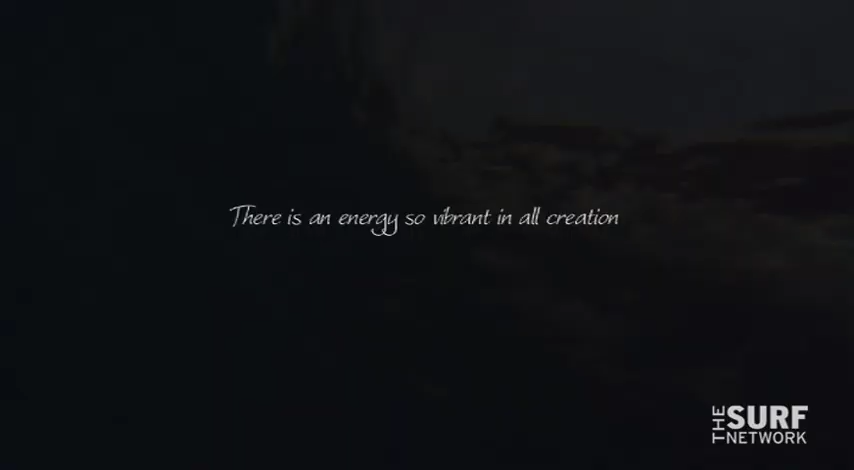 There is an energy so vibrant in all creation
THE SURF
NETWORK